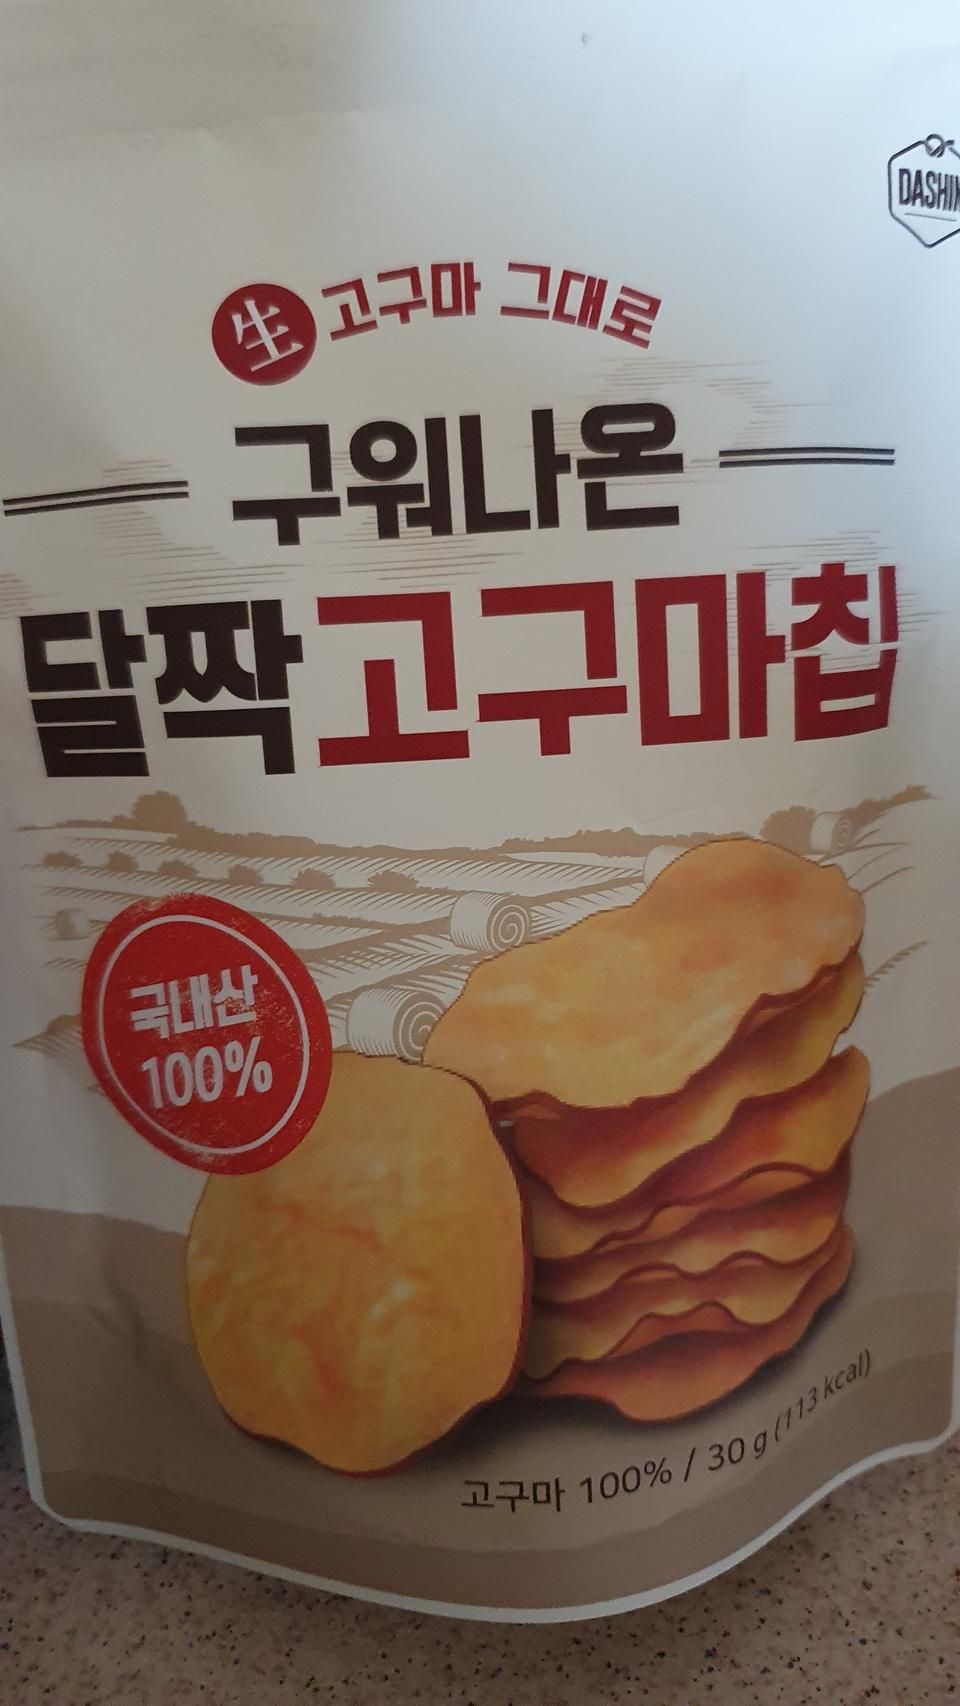 生 고구마 그대로
구워나온
달짝고구마칩
국내산
100%
고구마 100% / 30 g (113 kcal)